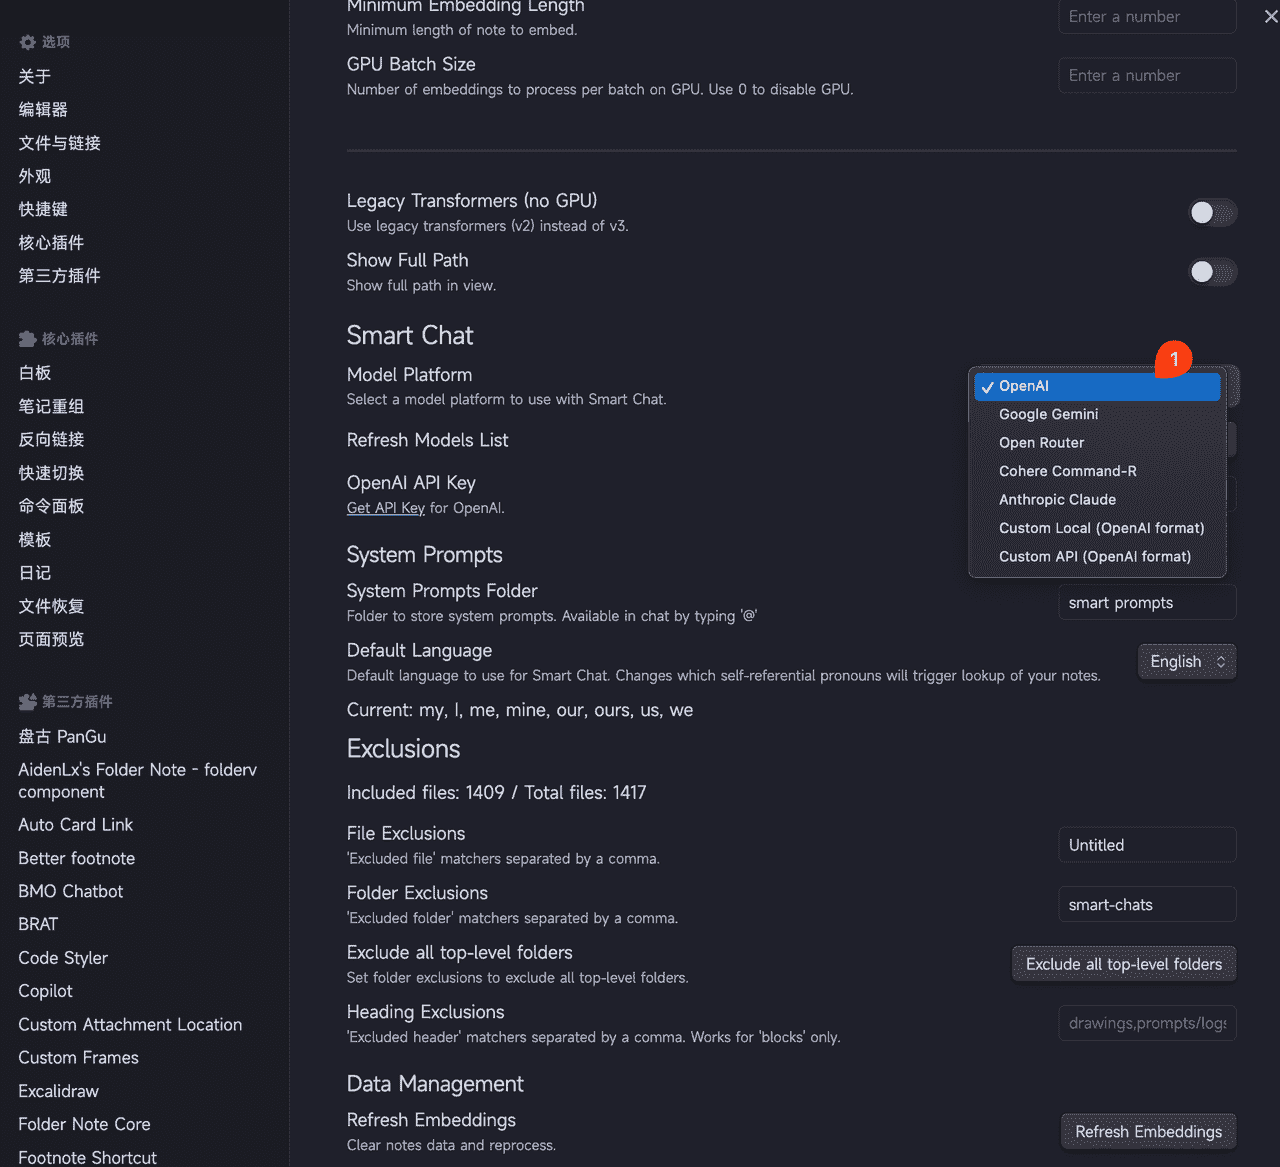 选项
关于
编辑器
文件与链接
外观
快捷键
核心插件
第三方插件
核心插件
白板
笔记重组
反向链接
快速切换
命令面板
模板
日记
文件恢复
页面预览
第三方插件
盘古 PanGu
AidenLx's Folder Note - folderv
component
Auto Card Link
Better footnote
BMO Chatbot
BRAT
Code Styler
Copilot
Custom Attachment Location
Custom Frames
Excalidraw
Folder Note Core
Footnote Shortcut
Minimum Embedding Length
Minimum length of note to embed.
Enter a number
GPU Batch Size
Number of embeddings to process per batch on GPU. Use 0 to disable GPU.
Enter a number
Legacy Transformers (no GPU)
Use legacy transformers (v2) instead of v3.
Show Full Path
Show full path in view.
Smart Chat
Model Platform
Select a model platform to use with Smart Chat.
1
OpenAI
Google Gemini
Open Router
Cohere Command-R
Anthropic Claude
Custom Local (OpenAI format)
Custom API (OpenAI format)
Refresh Models List
OpenAI API Key
Get API Key for OpenAI.
System Prompts
System Prompts Folder
Folder to store system prompts. Available in chat by typing '@'
smart prompts
Default Language
Default language to use for Smart Chat. Changes which self-referential pronouns will trigger lookup of your notes.
English
Current: my, I, me, mine, our, ours, us, we
Exclusions
Included files: 1409 / Total files: 1417
File Exclusions
'Excluded file' matchers separated by a comma.
Untitled
Folder Exclusions
'Excluded folder' matchers separated by a comma.
smart-chats
Exclude all top-level folders
Set folder exclusions to exclude all top-level folders.
Exclude all top-level folders
Heading Exclusions
'Excluded header' matchers separated by a comma. Works for 'blocks' only.
drawings,prompts/logs
Data Management
Refresh Embeddings
Clear notes data and reprocess.
Refresh Embeddings